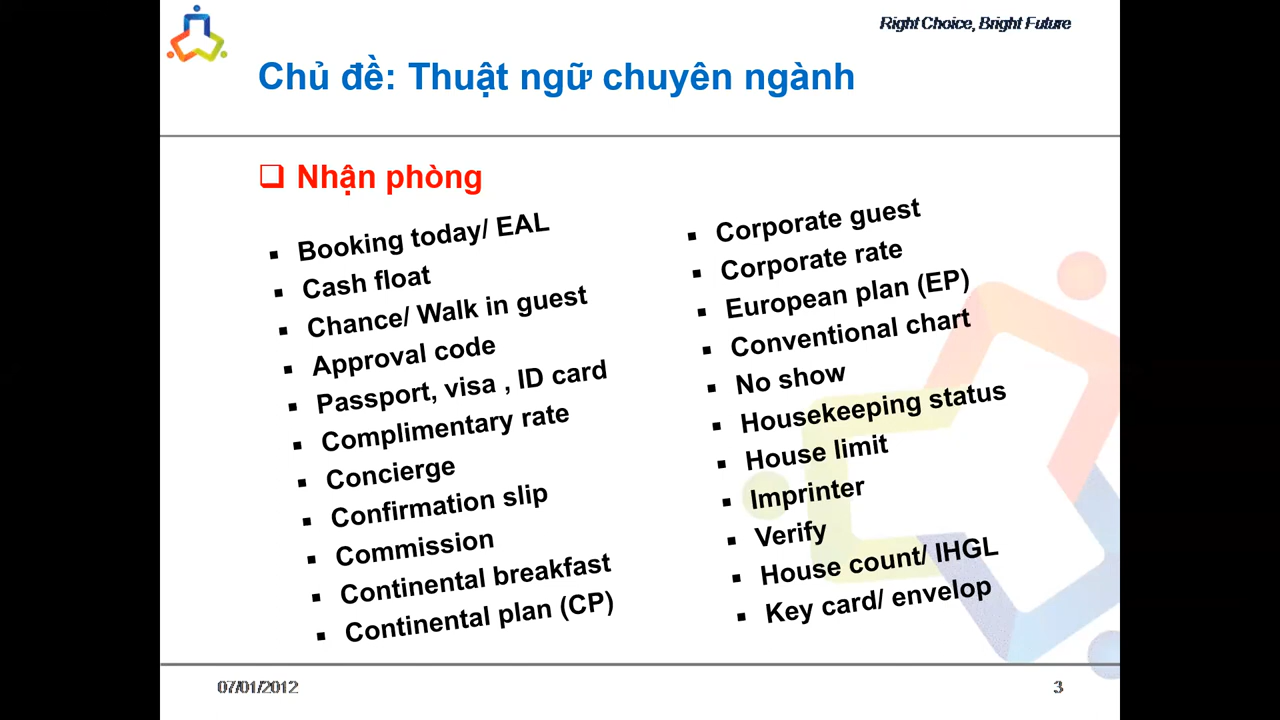 Right Choice, Bright Future
Chủ đề: Thuật ngữ chuyên ngành
Nhận phòng
Booking today/ EAL
Cash float
Chance/ Walk in guest
Approval code
Passport, visa , ID card
Complimentary rate
Concierge
Confirmation slip
Commission
Continental breakfast
Continental plan (CP)
Corporate guest
Corporate rate
European plan (EP)
Conventional chart
No show
Housekeeping status
House limit
Imprinter
Verify
House count/ IHGL
Key card/ envelop
07/01/2012
3